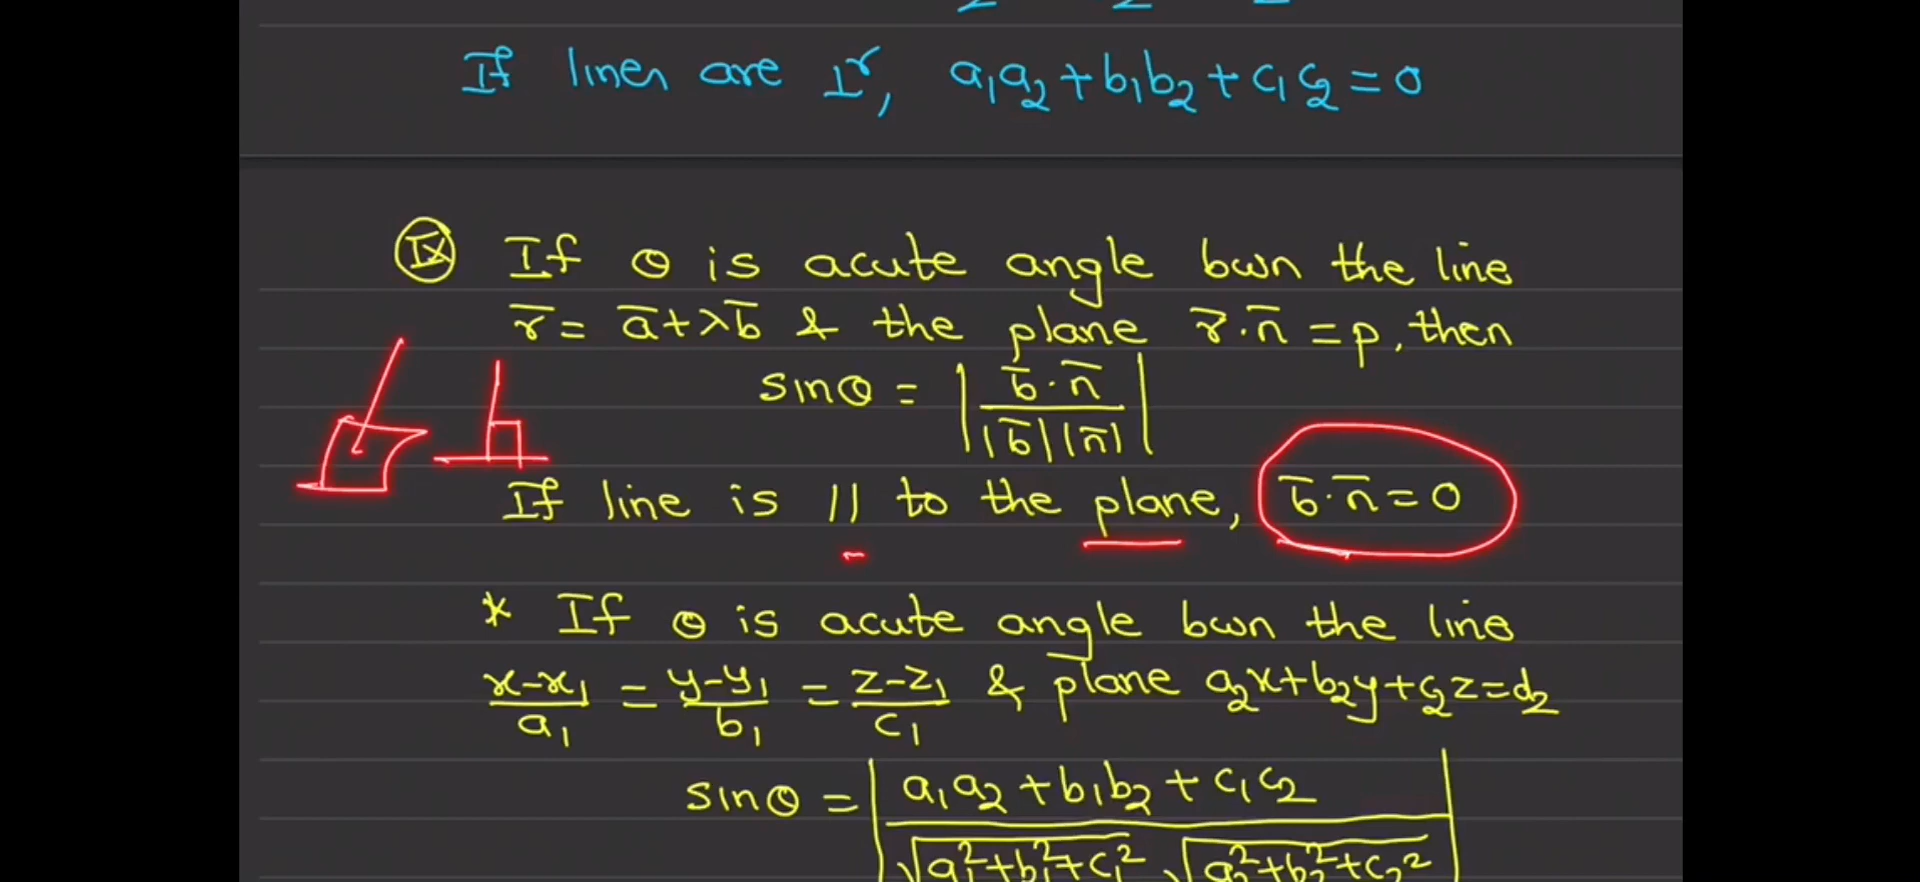 If lines are ⊥r, a₁a₂+b₁b₂+c₁c₂=0
IX If θ is acute angle bwn the line
r̄ = ā+λb̄ & the plane r̄.n̄ = p, then
sinθ = | b̄.n̄ / |b̄||n̄| |
If line is || to the plane, b̄.n̄=0
* If θ is acute angle bwn the line
x-x₁/a₁ = y-y₁/b₁ = z-z₁/c₁ & plane a₂x+b₂y+c₂z=d₂
sinθ = | a₁a₂+b₁b₂+c₁c₂ / √a₁²+b₁²+c₁² √a₂²+b₂²+c₂² |